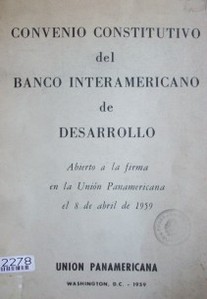 CONVENIO CONSTITUTIVO
del
BANCO INTERAMERICANO
de
DESARROLLO
Abierto a la firma
en la Unión Panamericana
el 8 de abril de 1959
2278
UNION PANAMERICANA
WASHINGTON, D.C. - 1959